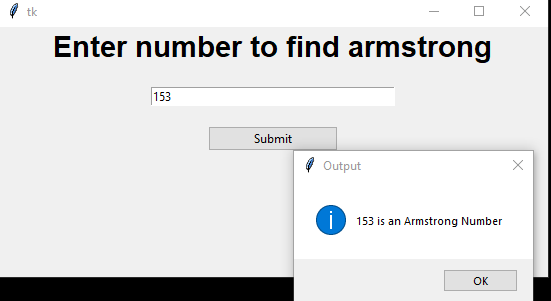 tk
Enter number to find armstrong
153
Submit
Output
153 is an Armstrong Number
OK